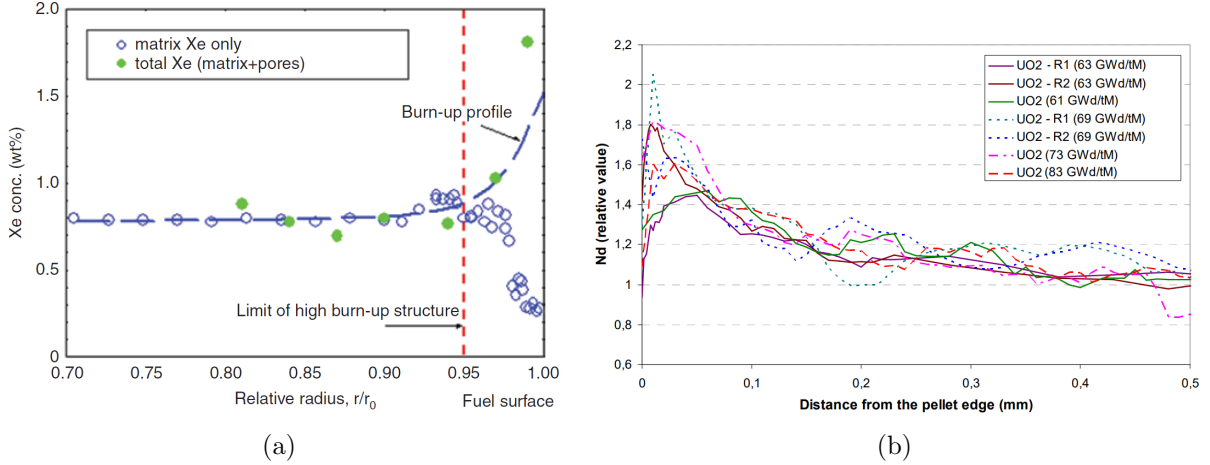 2.0
1.5
1.0
0.5
0
Xe conc. (wt%)
matrix Xe only
total Xe (matrix+pores)
Burn-up profile
Limit of high burn-up structure
0.70 0.75 0.80 0.85 0.90 0.95 1.00
Relative radius, r/r0
Fuel surface
(a)
2,2
2
1,8
1,6
1,4
1,2
1
0,8
0,6
Nd (relative value)
UO2 - R1 (63 GWd/tM)
UO2 - R2 (63 GWd/tM)
UO2 (61 GWd/tM)
UO2 - R1 (69 GWd/tM)
UO2 - R2 (69 GWd/tM)
UO2 (73 GWd/tM)
UO2 (83 GWd/tM)
0 0,1 0,2 0,3 0,4 0,5
Distance from the pellet edge (mm)
(b)